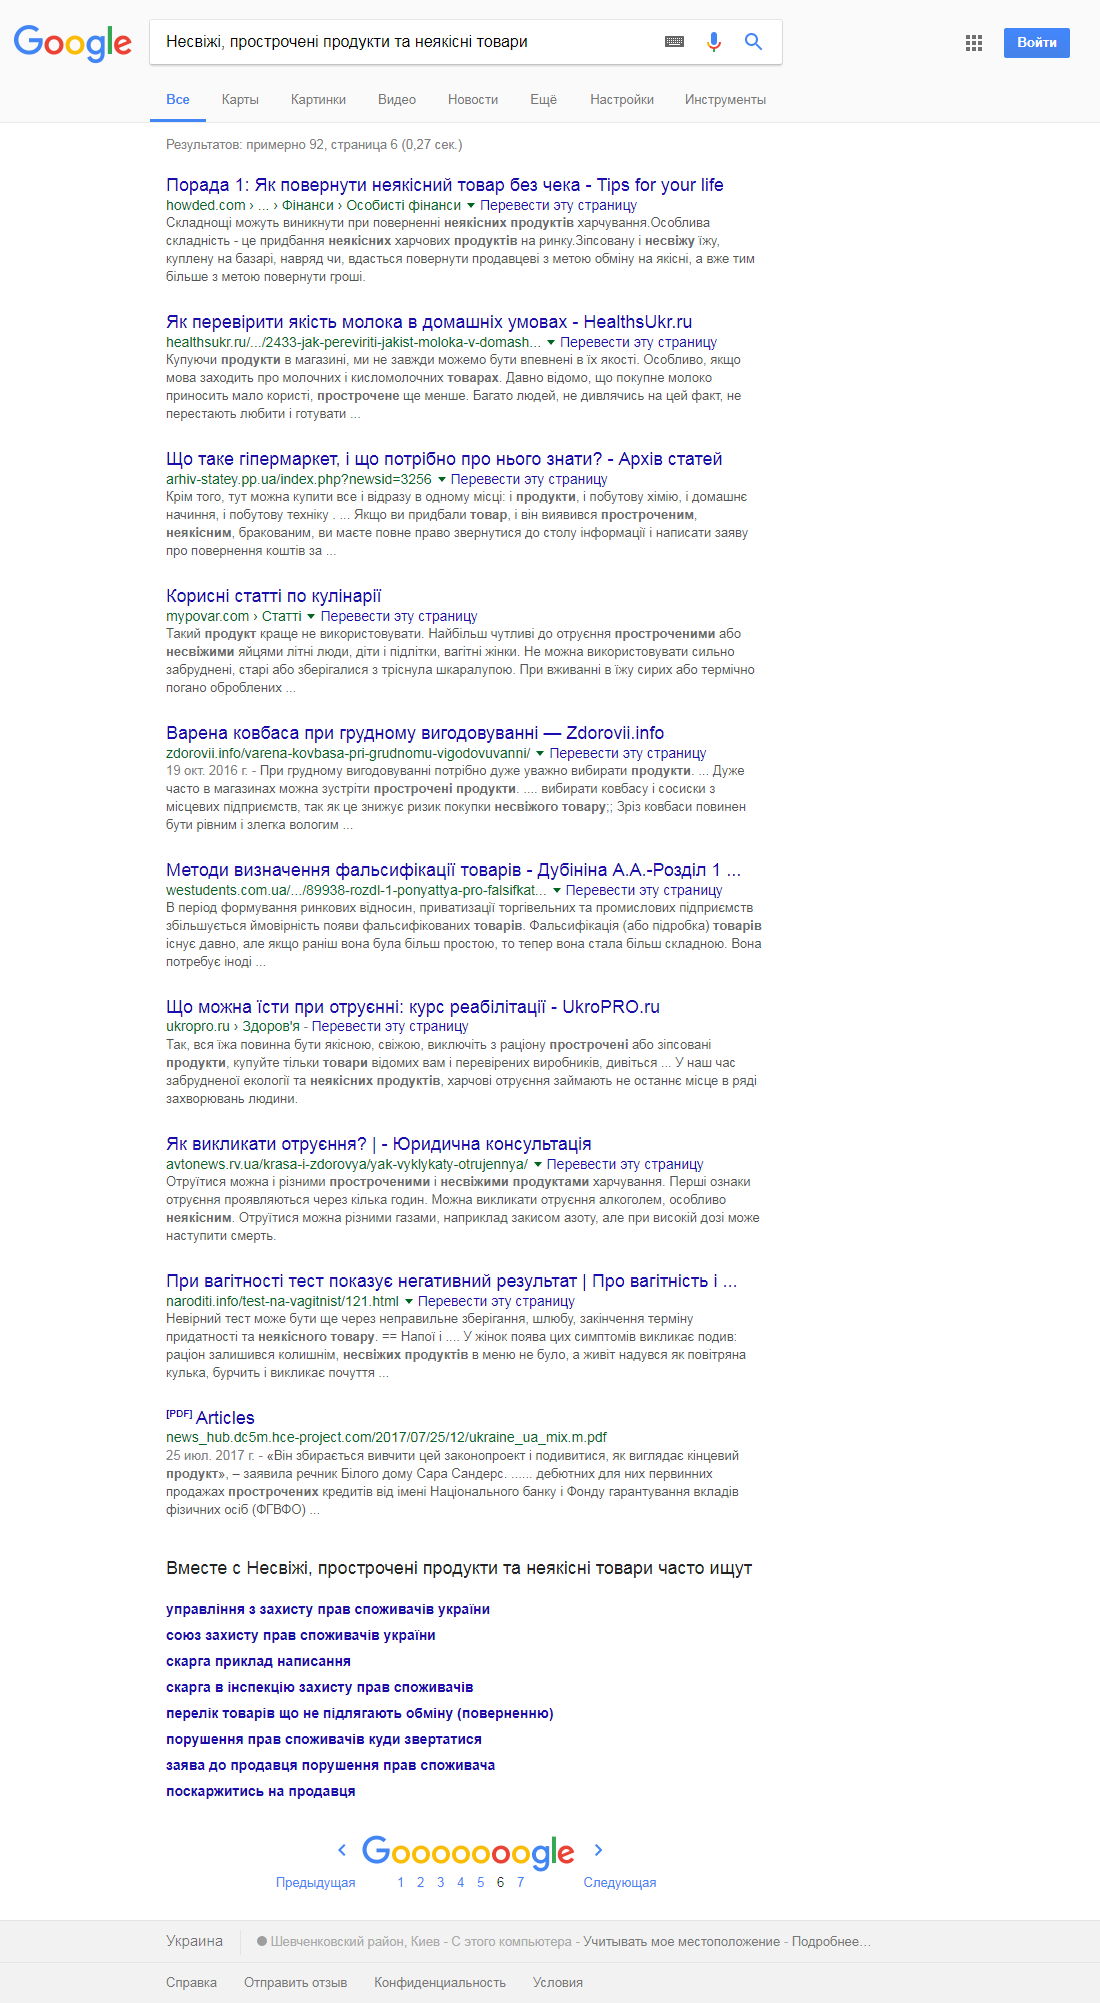 Google
Несвіжі, прострочені продукти та неякісні товари
Войти
Все Карты Картинки Видео Новости Ещё Настройки Инструменты
Результатов: примерно 92, страница 6 (0,27 сек.)
Порада 1: Як повернути неякісний товар без чека - Tips for your life
howded.com › ... › Фінанси › Особисті фінанси Перевести эту страницу
Складнощі можуть виникнути при поверненні неякісних продуктів харчування.Особлива
складність - це придбання неякісних харчових продуктів на ринку.Зіпсовану і несвіжу їжу,
куплену на базарі, навряд чи, вдасться повернути продавцеві з метою обміну на якісні, а вже тим
більше з метою повернути гроші.
Як перевірити якість молока в домашніх умовах - HealthsUkr.ru
healthsukr.ru/.../2433-jak-pereviriti-jakist-moloka-v-domash... Перевести эту страницу
Купуючи продукти в магазині, ми не завжди можемо бути впевнені в їх якості. Особливо, якщо
мова заходить про молочних і кисломолочних товарах. Давно відомо, що покупне молоко
приносить мало користі, прострочене ще менше. Багато людей, не дивлячись на цей факт, не
перестають любити і готувати ...
Що таке гіпермаркет, і що потрібно про нього знати? - Архів статей
arhiv-statey.pp.ua/index.php?newsid=3256 Перевести эту страницу
Крім того, тут можна купити все і відразу в одному місці: і продукти, і побутову хімію, і домашнє
начиння, і побутову техніку . ... Якщо ви придбали товар, і він виявився простроченим,
неякісним, бракованим, ви маєте повне право звернутися до столу інформації і написати заяву
про повернення коштів за ...
Корисні статті по кулінарії
mypovar.com › Статті Перевести эту страницу
Такий продукт краще не використовувати. Найбільш чутливі до отруєння простроченими або
несвіжими яйцями літні люди, діти і підлітки, вагітні жінки. Не можна використовувати сильно
забруднені, старі або зберігалися з тріснула шкаралупою. При вживанні в їжу сирих або термічно
погано оброблених ...
Варена ковбаса при грудному вигодовуванні — Zdorovii.info
zdorovii.info/varena-kovbasa-pri-grudnomu-vigodovuvanni/ Перевести эту страницу
19 окт. 2016 г. - При грудному вигодовуванні потрібно дуже уважно вибирати продукти. ... Дуже
часто в магазинах можна зустріти прострочені продукти. .... вибирати ковбасу і сосиски з
місцевих підприємств, так як це знижує ризик покупки несвіжого товару;; Зріз ковбаси повинен
бути рівним і злегка вологим ...
Методи визначення фальсифікації товарів - Дубініна А.А.-Розділ 1 ...
westudents.com.ua/.../89938-rozdl-1-ponyattya-pro-falsifkat... Перевести эту страницу
В період формування ринкових відносин, приватизації торгівельних та промислових підприємств
збільшується ймовірність появи фальсифікованих товарів. Фальсифікація (або підробка) товарів
існує давно, але якщо раніш вона була більш простою, то тепер вона стала більш складною. Вона
потребує іноді ...
Що можна їсти при отруєнні: курс реабілітації - UkroPRO.ru
ukropro.ru › Здоров'я - Перевести эту страницу
Так, вся їжа повинна бути якісною, свіжою, виключіть з раціону прострочені або зіпсовані
продукти, купуйте тільки товари відомих вам і перевірених виробників, дивіться ... У наш час
забрудненої екології та неякісних продуктів, харчові отруєння займають не останнє місце в ряді
захворювань людини.
Як викликати отруєння? | - Юридична консультація
avtonews.rv.ua/krasa-i-zdorovya/yak-vyklykaty-otrujennya/ Перевести эту страницу
Отруїтися можна і різними простроченими і несвіжими продуктами харчування. Перші ознаки
отруєння проявляються через кілька годин. Можна викликати отруєння алкоголем, особливо
неякісним. Отруїтися можна різними газами, наприклад закисом азоту, але при високій дозі може
наступити смерть.
При вагітності тест показує негативний результат | Про вагітність і ...
naroditi.info/test-na-vagitnist/121.html Перевести эту страницу
Невірний тест може бути ще через неправильне зберігання, шлюбу, закінчення терміну
придатності та неякісного товару. == Напої і .... У жінок поява цих симптомів викликає подив:
раціон залишився колишнім, несвіжих продуктів в меню не було, а живіт надувся як повітряна
кулька, бурчить і викликає почуття ...
[PDF] Articles
news_hub.dc5m.hce-project.com/2017/07/25/12/ukraine_ua_mix.m.pdf
25 июл. 2017 г. - «Він збирається вивчити цей законопроект і подивитися, як виглядає кінцевий
продукт», – заявила речник Білого дому Сара Сандерс. ...... дебютних для них первинних
продажах прострочених кредитів від імені Національного банку і Фонду гарантування вкладів
фізичних осіб (ФГВФО) ...
Вместе с Несвіжі, прострочені продукти та неякісні товари часто ищут
управління з захисту прав споживачів україни
союз захисту прав споживачів україни
скарга приклад написання
скарга в інспекцію захисту прав споживачів
перелік товарів що не підлягають обміну (поверненню)
порушення прав споживачів куди звертатися
заява до продавця порушення прав споживача
поскаржитись на продавця
Goooooooogle
Предыдущая 1 2 3 4 5 6 7 Следующая
Украина Шевченковский район, Киев - С этого компьютера - Учитывать мое местоположение - Подробнее…
Справка Отправить отзыв Конфиденциальность Условия